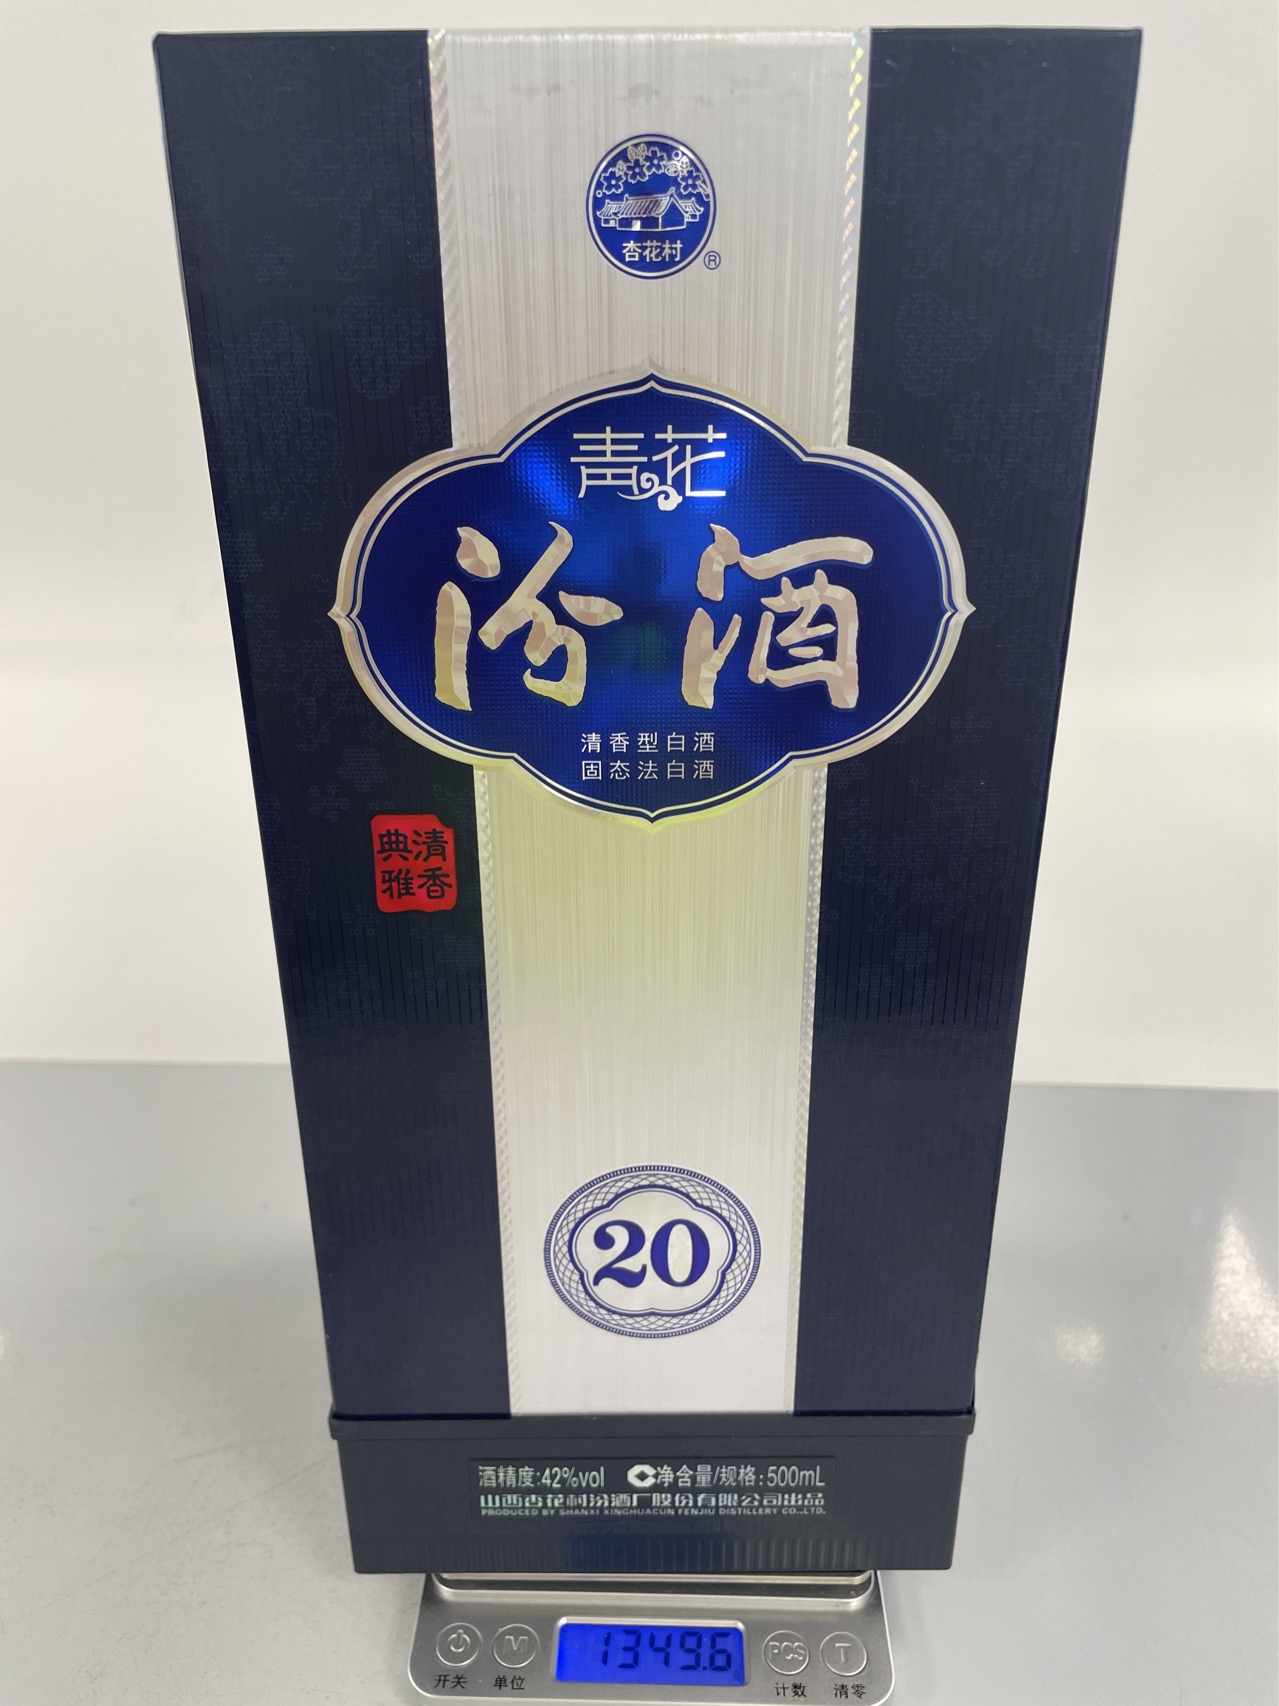 杏花村
®
青花
汾酒
清香型白酒
固态法白酒
清香
典雅
20
酒精度:42%vol C净含量/规格:500mL
山西杏花村汾酒厂股份有限公司出品
PRODUCED BY SHANXI XINGHUACUN FENJIU DISTILLERY CO.,LTD.
M 1349.6 PCS T
开关 单位 计数 清零